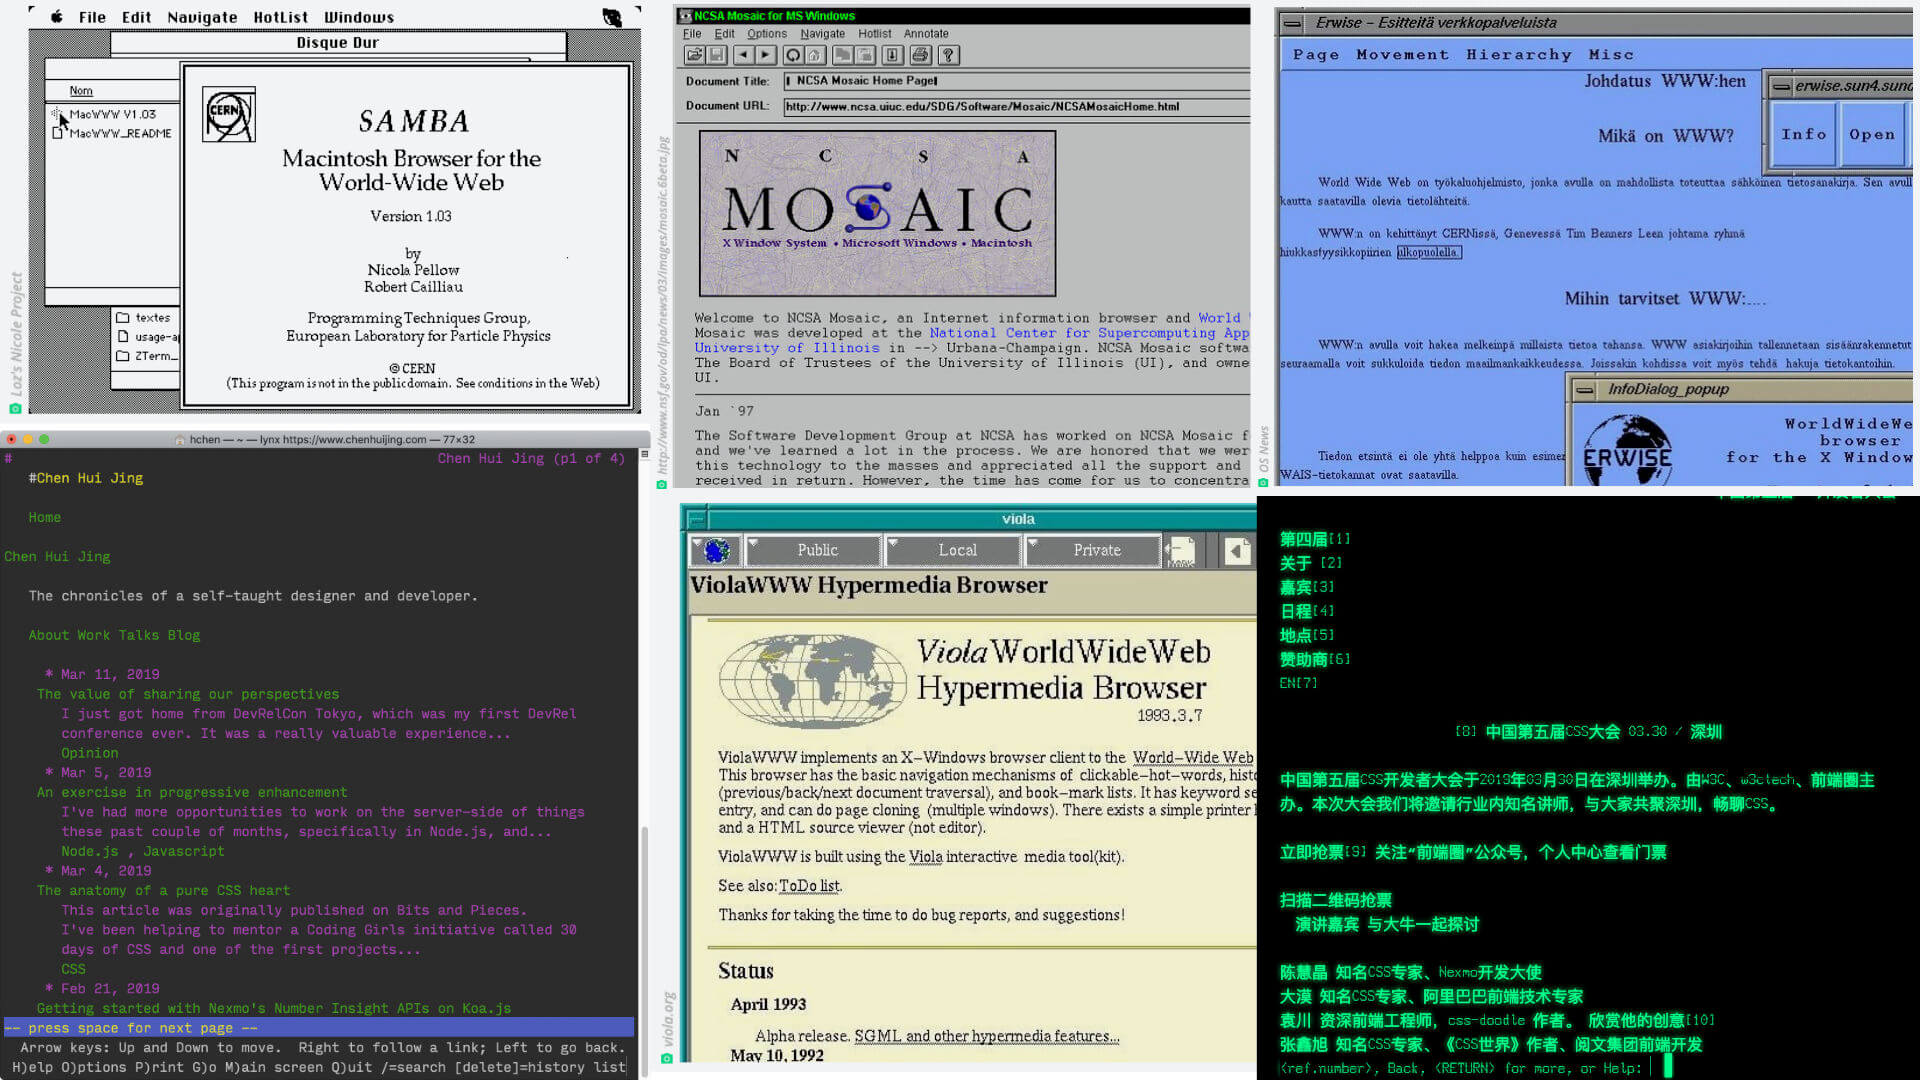 File Edit Navigate HotList Windows
Disque Dur
Nom
MacWWW V1.03
MacWWW_README
textes
usage-ap
ZTerm_
CERN
SAMBA
Macintosh Browser for the
World-Wide Web
Version 1.03
by
Nicola Pellow
Robert Cailliau
Programming Techniques Group,
European Laboratory for Particle Physics
@ CERN
(This program is not in the public domain. See conditions in the Web)
Loz's Nicole Project
NCSA Mosaic for MS Windows
File Edit Options Navigate Hotlist Annotate
Document Title: NCSA Mosaic Home Page
Document URL: http://www.ncsa.uiuc.edu/SDG/Software/Mosaic/NCSAMosaicHome.html
N C S A
MOSAIC
X Window System • Microsoft Windows • Macintosh
Welcome to NCSA Mosaic, an Internet information browser and World
Mosaic was developed at the National Center for Supercomputing App
University of Illinois in --> Urbana-Champaign. NCSA Mosaic softwa
The Board of Trustees of the University of Illinois (UI), and owne
UI.
Jan `97
The Software Development Group at NCSA has worked on NCSA Mosaic f
and we've learned a lot in the process. We are honored that we wer
this technology to the masses and appreciated all the support and
received in return. However, the time has come for us to concentra
http://www.nsf.gov/od/lpa/news/03/images/mosaic.6beta.jpg
Erwise – Esitteitä verkkopalveluista
Page Movement Hierarchy Misc
Johdatus WWW:hen
erwise.sun4.sund
Info Open
Mikä on WWW?
World Wide Web on työkaluohjelmisto, jonka avulla on mahdollista toteuttaa sähköinen tietosanakirja. Sen avull
kautta saatavilla olevia tietolähteitä.
WWW:n on kehittänyt CERNissä, Genevessä Tim Benners Leen johtama ryhmä
hiukkasfyysikkopiirien ulkopuolella.
Mihin tarvitset WWW:....
WWW:n avulla voit hakea melkeinpä millaista tietoa tahansa. WWW asiakirjoihin tallennetaan sisäänrakennetut
seuraamalla voit sukkuloida tiedon maailmankaikkeudessa. Joissakin kohdissa voit myös tehdä hakuja tietokantoihin.
InfoDialog_popup
ERWISE
WorldWideWe
browser
for the X Window
Tiedon etsintä ei ole yhtä helppoa kuin esimer
WAIS-tietokannat ovat saatavilla.
OS News
hchen — ~ — lynx https://www.chenhuijing.com — 77×32
# Chen Hui Jing (p1 of 4)
#Chen Hui Jing
Home
Chen Hui Jing
The chronicles of a self-taught designer and developer.
About Work Talks Blog
* Mar 11, 2019
The value of sharing our perspectives
I just got home from DevRelCon Tokyo, which was my first DevRel
conference ever. It was a really valuable experience...
Opinion
* Mar 5, 2019
An exercise in progressive enhancement
I've had more opportunities to work on the server-side of things
these past couple of months, specifically in Node.js, and...
Node.js , Javascript
* Mar 4, 2019
The anatomy of a pure CSS heart
This article was originally published on Bits and Pieces.
I've been helping to mentor a Coding Girls initiative called 30
days of CSS and one of the first projects...
CSS
* Feb 21, 2019
Getting started with Nexmo's Number Insight APIs on Koa.js
-- press space for next page --
Arrow keys: Up and Down to move. Right to follow a link; Left to go back.
H)elp O)ptions P)rint G)o M)ain screen Q)uit /=search [delete]=history list
viola
Public Local Private
ViolaWWW Hypermedia Browser
Viola WorldWideWeb
Hypermedia Browser
1993.3.7
ViolaWWW implements an X–Windows browser client to the World–Wide Web
This browser has the basic navigation mechanisms of clickable–hot–words, histo
(previous/back/next document traversal), and book–mark lists. It has keyword se
entry, and can do page cloning (multiple windows). There exists a simple printer
and a HTML source viewer (not editor).
ViolaWWW is built using the Viola interactive media tool(kit).
See also: ToDo list.
Thanks for taking the time to do bug reports, and suggestions!
Status
April 1993
Alpha release. SGML and other hypermedia features...
May 10, 1992
viola.org
第四届[1]
关于 [2]
嘉宾[3]
日程[4]
地点[5]
赞助商[6]
EN[7]
[8] 中国第五届CSS大会 03.30 / 深圳
中国第五届CSS开发者大会于2019年03月30日在深圳举办。由W3C、w3ctech、前端圈主
办。本次大会我们将邀请行业内知名讲师，与大家共聚深圳，畅聊CSS。
立即抢票[9] 关注“前端圈”公众号，个人中心查看门票
扫描二维码抢票
演讲嘉宾 与大牛一起探讨
陈慧晶 知名CSS专家、Nexmo开发大使
大漠 知名CSS专家、阿里巴巴前端技术专家
袁川 资深前端工程师，css-doodle 作者。 欣赏他的创意[10]
张鑫旭 知名CSS专家、《CSS世界》作者、阅文集团前端开发
<ref.number>, Back, <RETURN> for more, or Help: